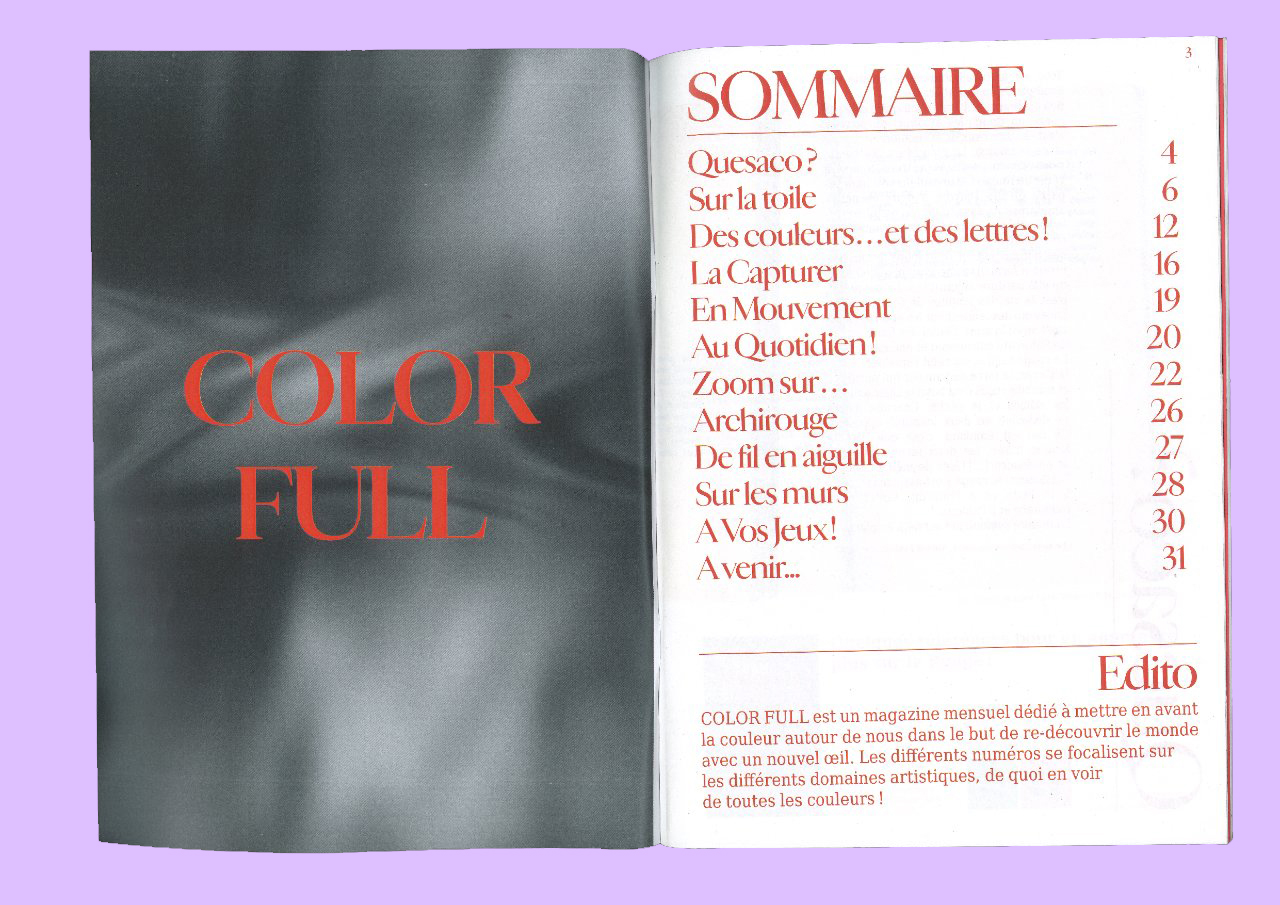 COLOR
FULL
3
SOMMAIRE
Quesaco ? 4
Sur la toile 6
Des couleurs...et des lettres ! 12
La Capturer 16
En Mouvement 19
Au Quotidien ! 20
Zoom sur... 22
Archirouge 26
De fil en aiguille 27
Sur les murs 28
A Vos Jeux ! 30
A venir... 31
Edito
COLOR FULL est un magazine mensuel dédié à mettre en avant
la couleur autour de nous dans le but de re-découvrir le monde
avec un nouvel œil. Les différents numéros se focalisent sur
les différents domaines artistiques, de quoi en voir
de toutes les couleurs !